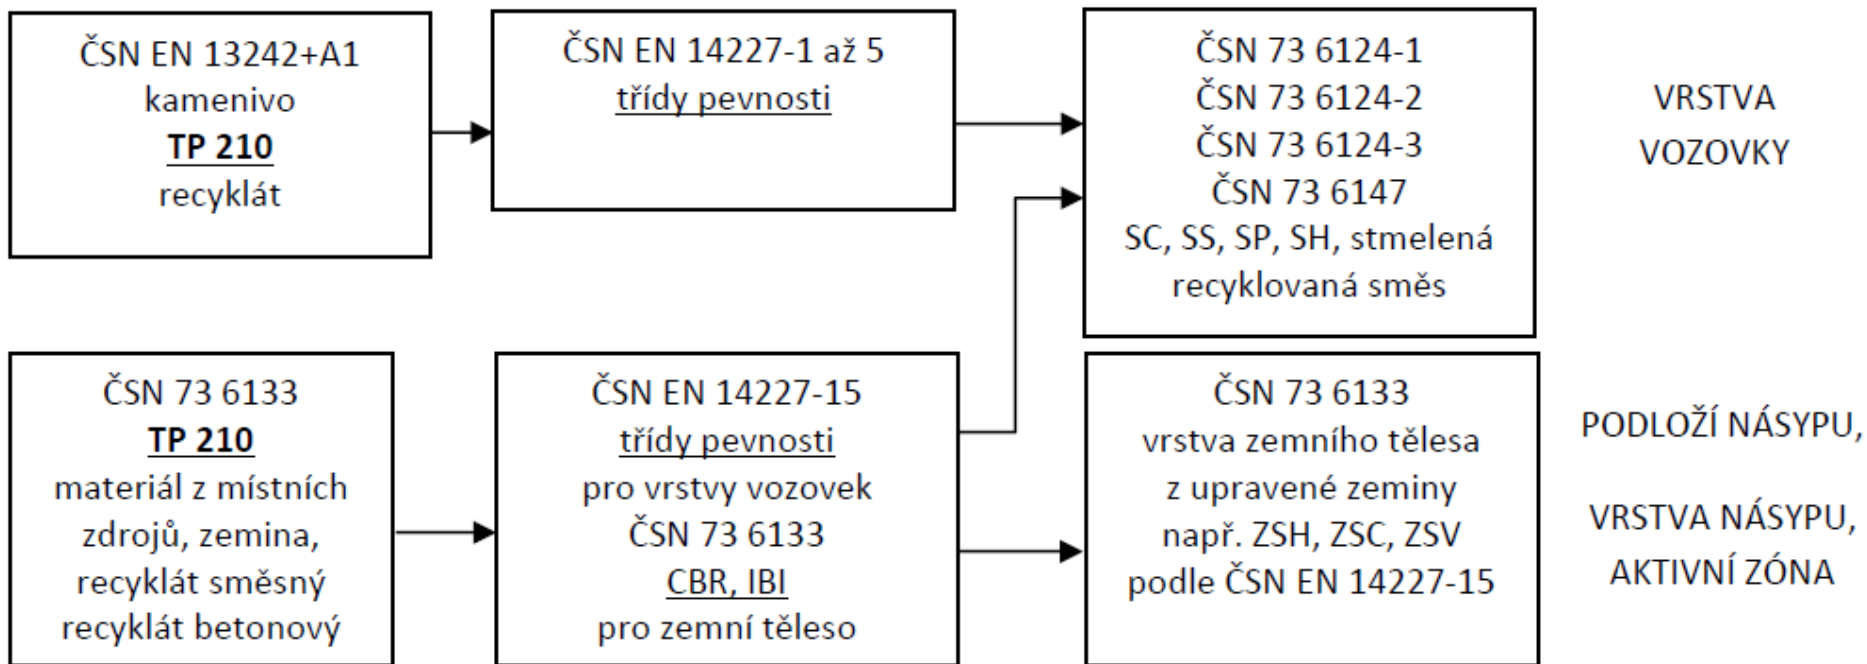 ČSN EN 13242+A1
kamenivo
TP 210
recyklát
ČSN EN 14227-1 až 5
třídy pevnosti
ČSN 73 6124-1
ČSN 73 6124-2
ČSN 73 6124-3
ČSN 73 6147
SC, SS, SP, SH, stmelená
recyklovaná směs
VRSTVA
VOZOVKY
ČSN 73 6133
TP 210
materiál z místních
zdrojů, zemina,
recyklát směsný
recyklát betonový
ČSN EN 14227-15
třídy pevnosti
pro vrstvy vozovek
ČSN 73 6133
CBR, IBI
pro zemní těleso
ČSN 73 6133
vrstva zemního tělesa
z upravené zeminy
např. ZSH, ZSC, ZSV
podle ČSN EN 14227-15
PODLOŽÍ NÁSYPU,
VRSTVA NÁSYPU,
AKTIVNÍ ZÓNA